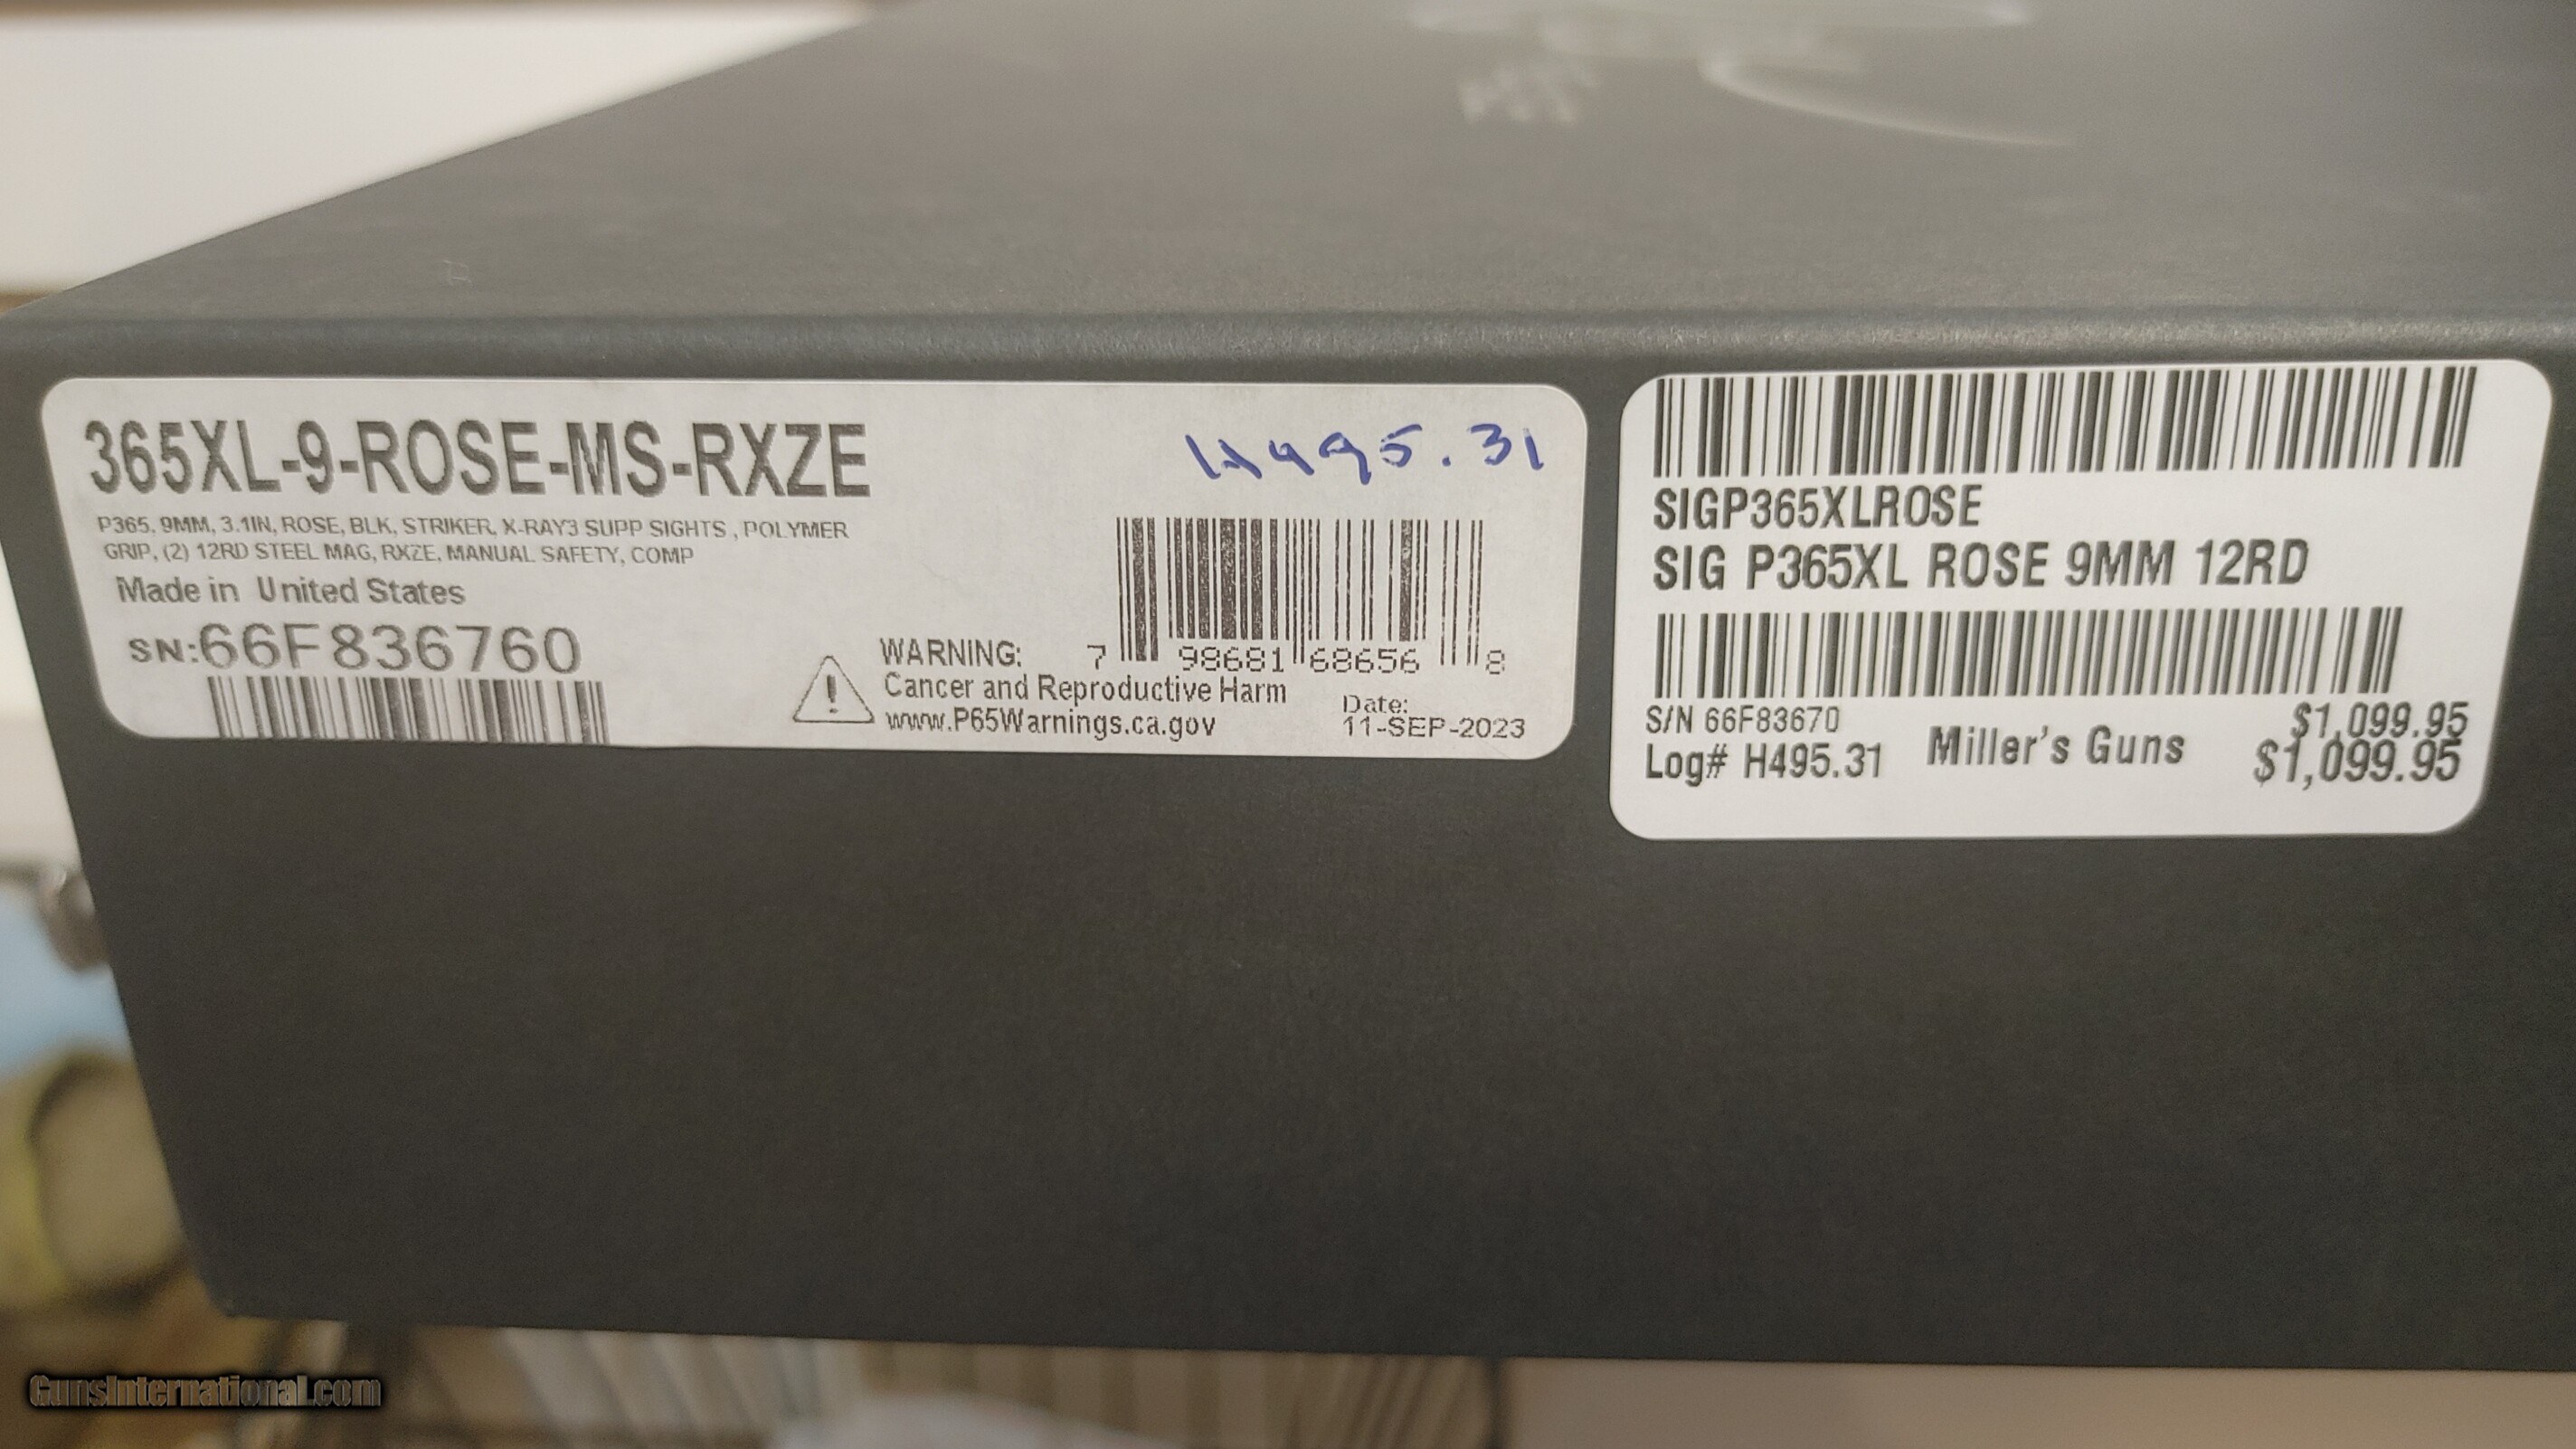 365XL-9-ROSE-MS-RXZE
P365, 9MM, 3.1IN, ROSE, BLK, STRIKER, X-RAY3 SUPP SIGHTS , POLYMER
GRIP, (2) 12RD STEEL MAG, RXZE, MANUAL SAFETY, COMP
Made in United States
SN:66F836760
H495.31
7 98681 68656 8
WARNING:
Cancer and Reproductive Harm
www.P65Warnings.ca.gov
Date:
11-SEP-2023
SIGP365XLROSE
SIG P365XL ROSE 9MM 12RD
S/N 66F83670
$1,099.95
Log# H495.31
Miller's Guns
$1,099.95
GunsInternational.com